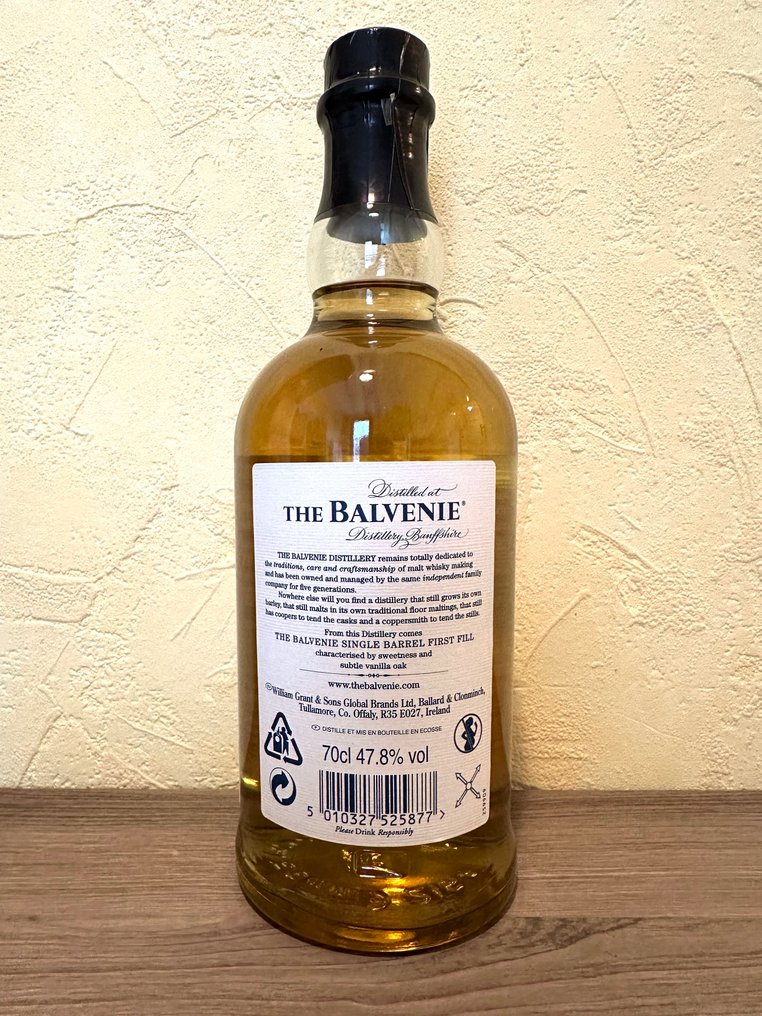 Distilled at
THE BALVENIE®
Distillery, Banffshire
THE BALVENIE DISTILLERY remains totally dedicated to
the traditions, care and craftsmanship of malt whisky making
and has been owned and managed by the same independent family
company for five generations.
Nowhere else will you find a distillery that still grows its own
barley, that still malts in its own traditional floor maltings, that still
has coopers to tend the casks and a coppersmith to tend the stills.
From this Distillery comes
THE BALVENIE SINGLE BARREL FIRST FILL
characterised by sweetness and
subtle vanilla oak
www.thebalvenie.com
William Grant & Sons Global Brands Ltd, Ballard & Clonminch,
Tullamore, Co. Offaly, R35 E027, Ireland
DISTILLE ET MIS EN BOUTEILLE EN ECOSSE
70cl 47.8% vol
5 010327 525877 >
Please Drink Responsibly